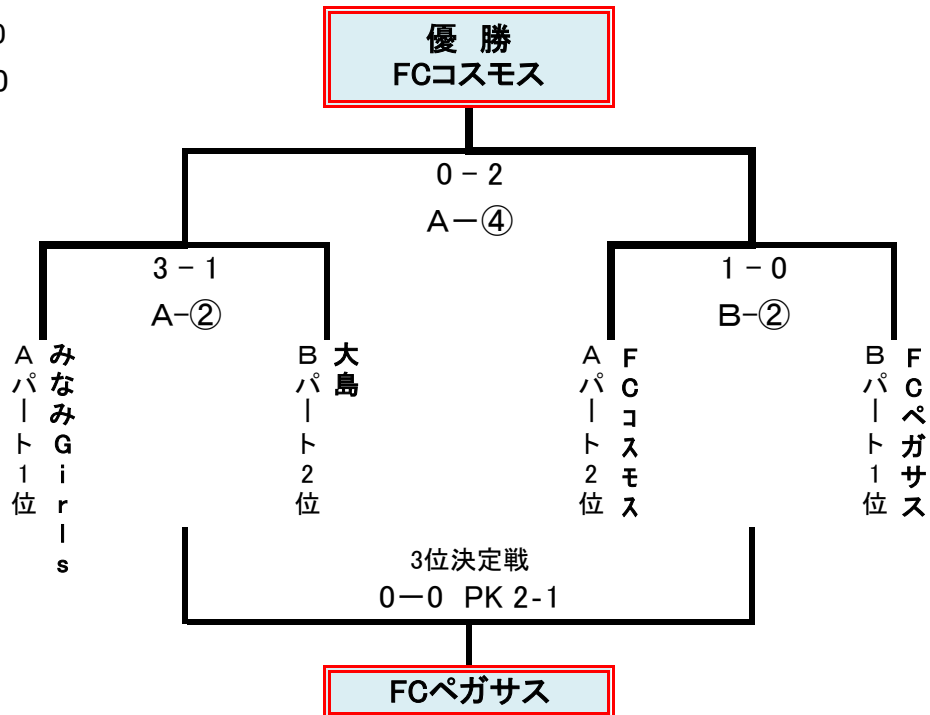 0
0
優 勝
FCコスモス
0 - 2
A-④
3 - 1
A-②
1 - 0
B-②
Aパート1位
みなみGirls
Bパート2位
大島
Aパート2位
FCコスモス
Bパート1位
FCペガサス
3位決定戦
0-0 PK 2-1
FCペガサス